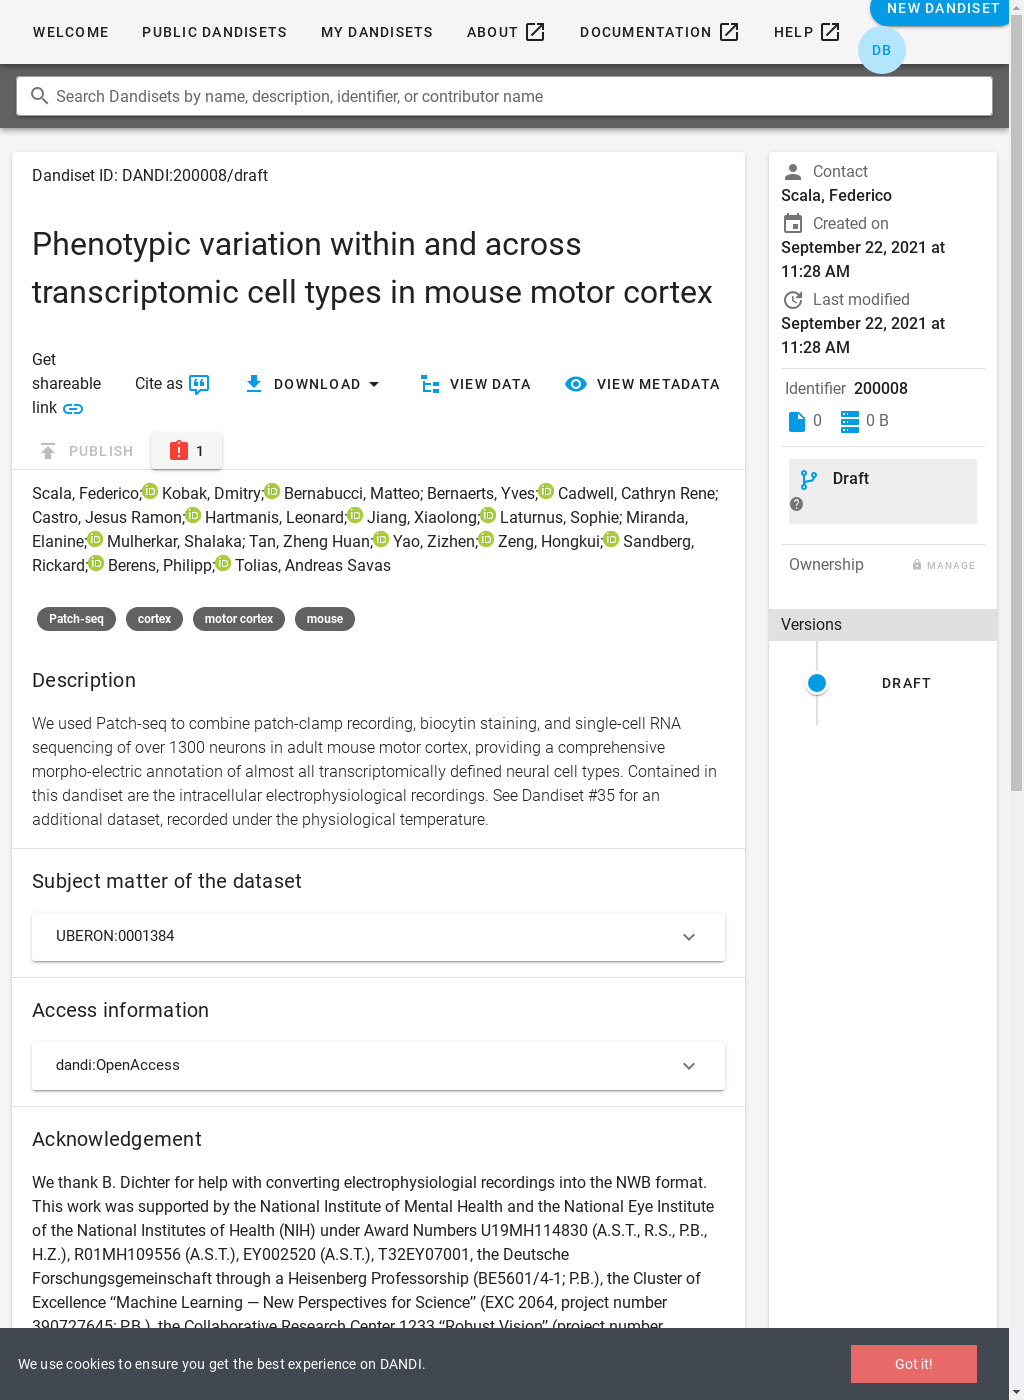 NEW DANDISET
WELCOME PUBLIC DANDISETS MY DANDISETS ABOUT DOCUMENTATION HELP
DB
Search Dandisets by name, description, identifier, or contributor name
Dandiset ID: DANDI:200008/draft
Phenotypic variation within and across
transcriptomic cell types in mouse motor cortex
Get
shareable
link
Cite as
DOWNLOAD
VIEW DATA
VIEW METADATA
PUBLISH
1
Scala, Federico; Kobak, Dmitry; Bernabucci, Matteo; Bernaerts, Yves; Cadwell, Cathryn Rene;
Castro, Jesus Ramon; Hartmanis, Leonard; Jiang, Xiaolong; Laturnus, Sophie; Miranda,
Elanine; Mulherkar, Shalaka; Tan, Zheng Huan; Yao, Zizhen; Zeng, Hongkui; Sandberg,
Rickard; Berens, Philipp; Tolias, Andreas Savas
Patch-seq cortex motor cortex mouse
Description
We used Patch-seq to combine patch-clamp recording, biocytin staining, and single-cell RNA
sequencing of over 1300 neurons in adult mouse motor cortex, providing a comprehensive
morpho-electric annotation of almost all transcriptomically defined neural cell types. Contained in
this dandiset are the intracellular electrophysiological recordings. See Dandiset #35 for an
additional dataset, recorded under the physiological temperature.
Subject matter of the dataset
UBERON:0001384
Access information
dandi:OpenAccess
Acknowledgement
We thank B. Dichter for help with converting electrophysiologial recordings into the NWB format.
This work was supported by the National Institute of Mental Health and the National Eye Institute
of the National Institutes of Health (NIH) under Award Numbers U19MH114830 (A.S.T., R.S., P.B.,
H.Z.), R01MH109556 (A.S.T.), EY002520 (A.S.T.), T32EY07001, the Deutsche
Forschungsgemeinschaft through a Heisenberg Professorship (BE5601/4-1; P.B.), the Cluster of
Excellence “Machine Learning — New Perspectives for Science” (EXC 2064, project number
390727645; P.B.), the Collaborative Research Center 1233 “Robust Vision” (project number
Contact
Scala, Federico
Created on
September 22, 2021 at
11:28 AM
Last modified
September 22, 2021 at
11:28 AM
Identifier 200008
0 0 B
Draft
Ownership MANAGE
Versions
DRAFT
We use cookies to ensure you get the best experience on DANDI.
Got it!